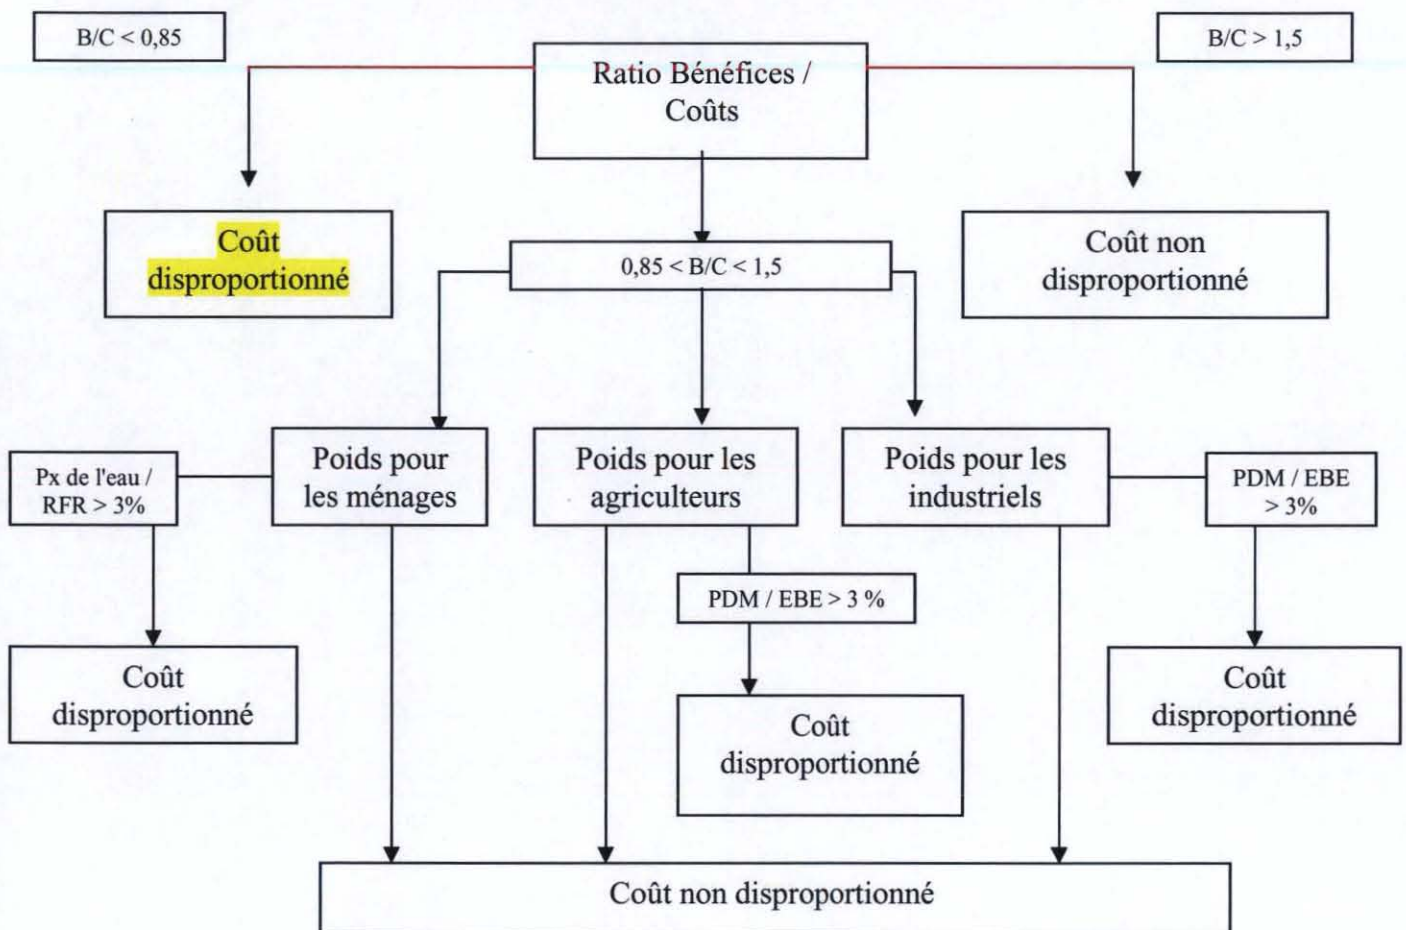 B/C < 0,85
B/C > 1,5
Ratio Bénéfices /
Coûts
Coût
disproportionné
Coût non
disproportionné
0,85 < B/C < 1,5
Px de l'eau /
RFR > 3%
Poids pour
les ménages
Poids pour les
agriculteurs
Poids pour les
industriels
PDM / EBE
> 3%
PDM / EBE > 3 %
Coût
disproportionné
Coût
disproportionné
Coût
disproportionné
Coût non disproportionné